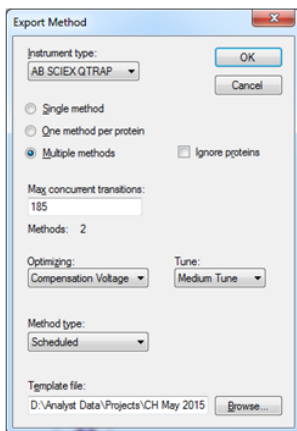 Export Method
Instrument type:
AB SCIEX QTRAP
OK
Cancel
Single method
One method per protein
Multiple methods
Ignore proteins
Max concurrent transitions:
185
Methods: 2
Optimizing:
Tune:
Compensation Voltage
Medium Tune
Method type:
Scheduled
Template file:
D:\Analyst Data\Projects\CH May 2015
Browse...